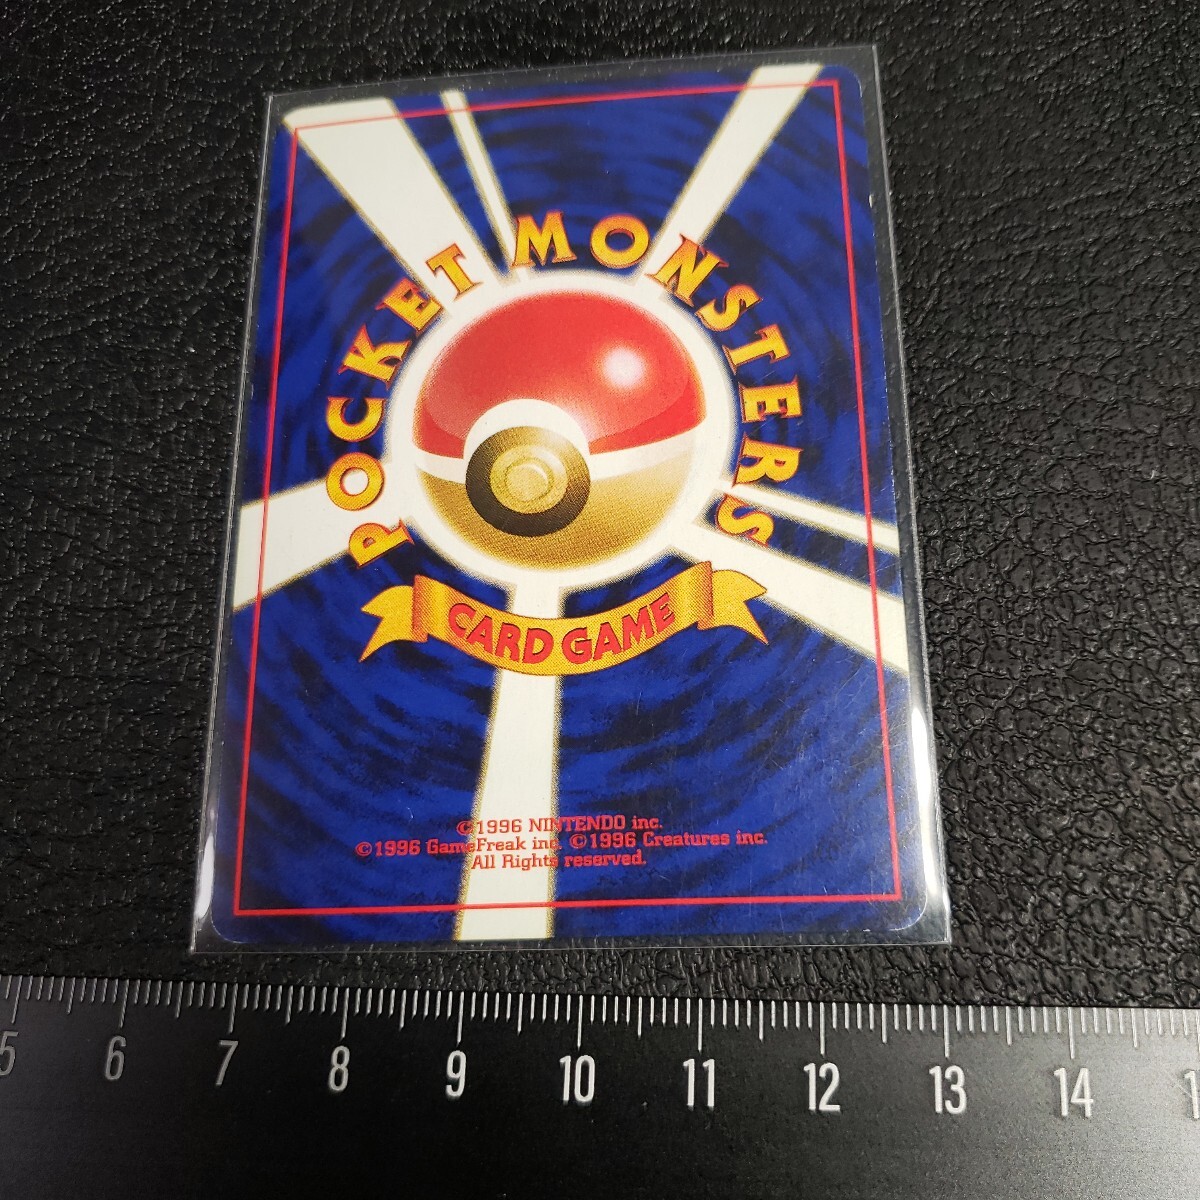 POCKET MONSTERS
CARD GAME
©1996 NINTENDO inc.
©1996 GameFreak inc. ©1996 Creatures inc.
All Rights reserved.
5 6 7 8 9 10 11 12 13 14